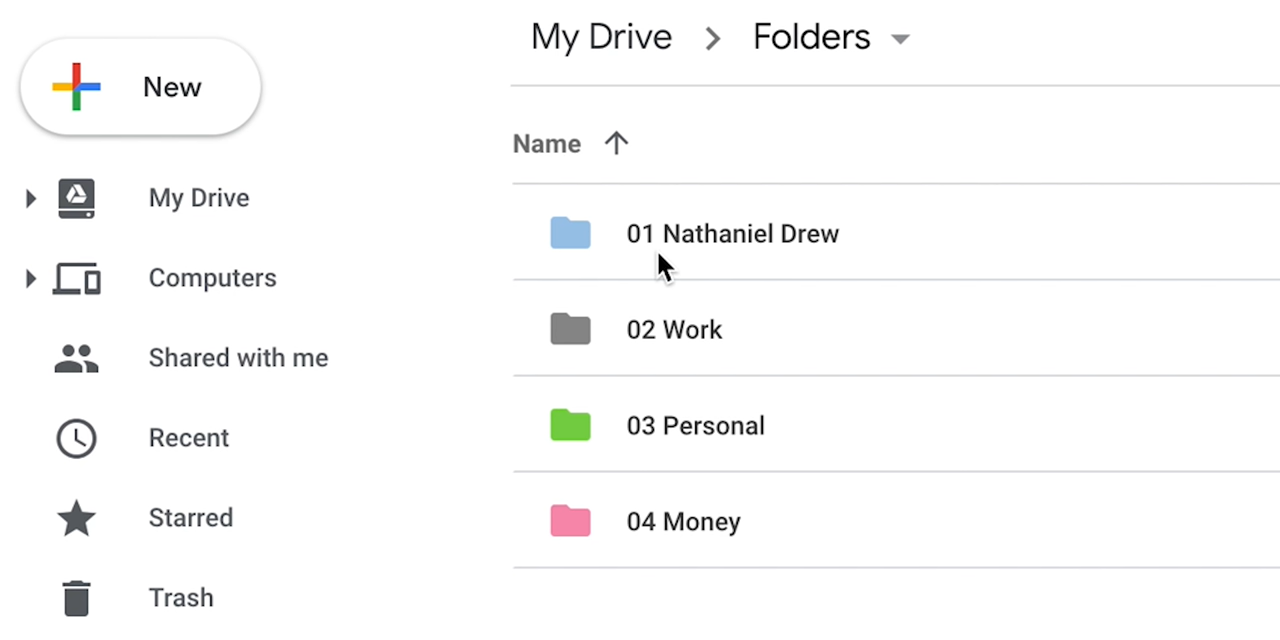 My Drive
Folders
New
Name
My Drive
01 Nathaniel Drew
Computers
02 Work
Shared with me
03 Personal
Recent
04 Money
Starred
Trash